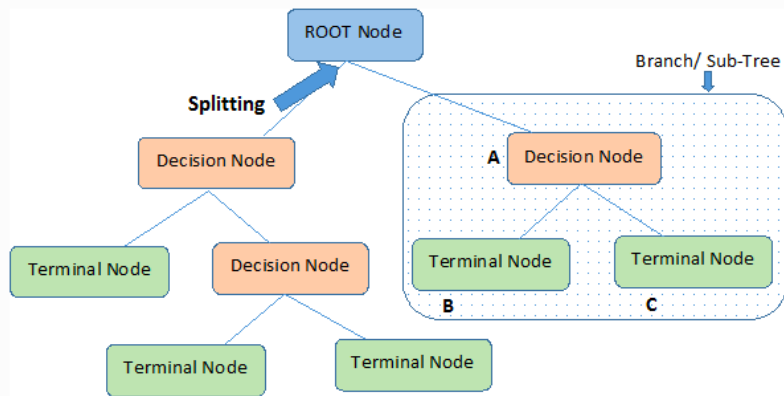 ROOT Node
Branch/ Sub-Tree
Splitting
Decision Node
A
Decision Node
Terminal Node
Decision Node
Terminal Node
Terminal Node
B
C
Terminal Node
Terminal Node